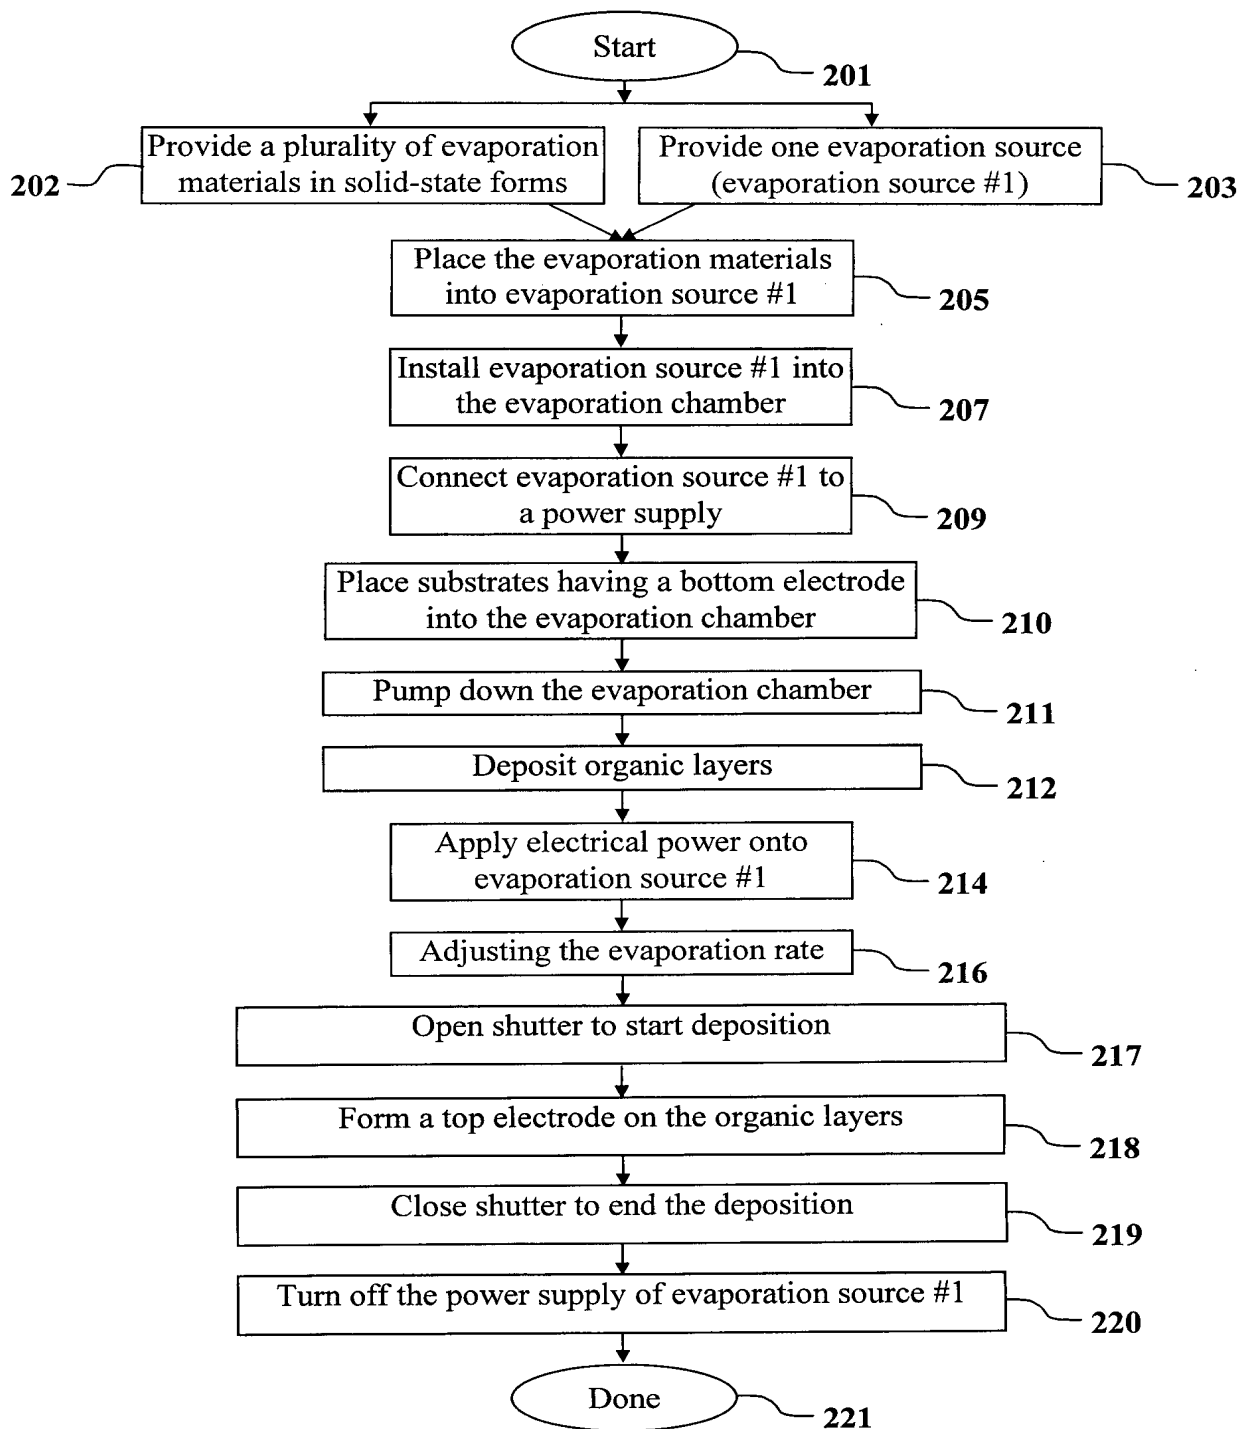 Start
201
Provide a plurality of evaporation
materials in solid-state forms
202
Provide one evaporation source
(evaporation source #1)
203
Place the evaporation materials
into evaporation source #1
205
Install evaporation source #1 into
the evaporation chamber
207
Connect evaporation source #1 to
a power supply
209
Place substrates having a bottom electrode
into the evaporation chamber
210
Pump down the evaporation chamber
211
Deposit organic layers
212
Apply electrical power onto
evaporation source #1
214
Adjusting the evaporation rate
216
Open shutter to start deposition
217
Form a top electrode on the organic layers
218
Close shutter to end the deposition
219
Turn off the power supply of evaporation source #1
220
Done
221